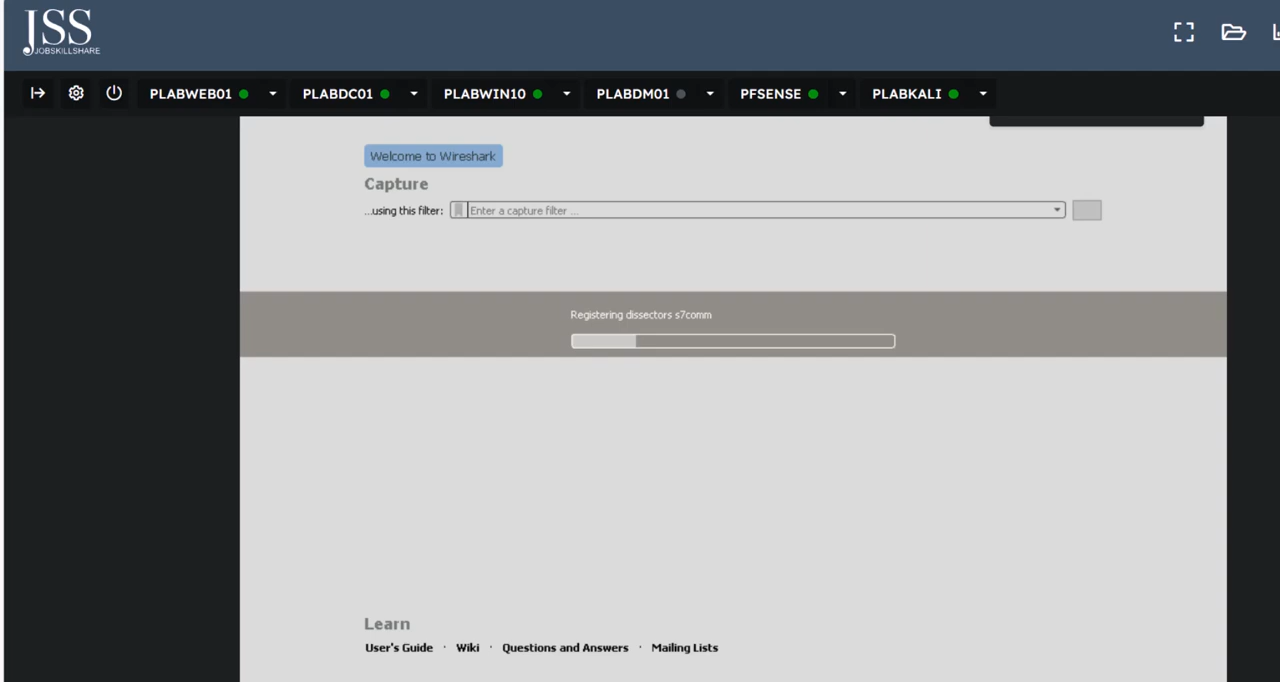 JSS
JOBSKILLSHARE
PLABWEB01 PLABDC01 PLABWIN10 PLABDM01 PFSENSE PLABKALI
Welcome to Wireshark
Capture
...using this filter: Enter a capture filter ...
Registering dissectors s7comm
Learn
User's Guide · Wiki · Questions and Answers · Mailing Lists